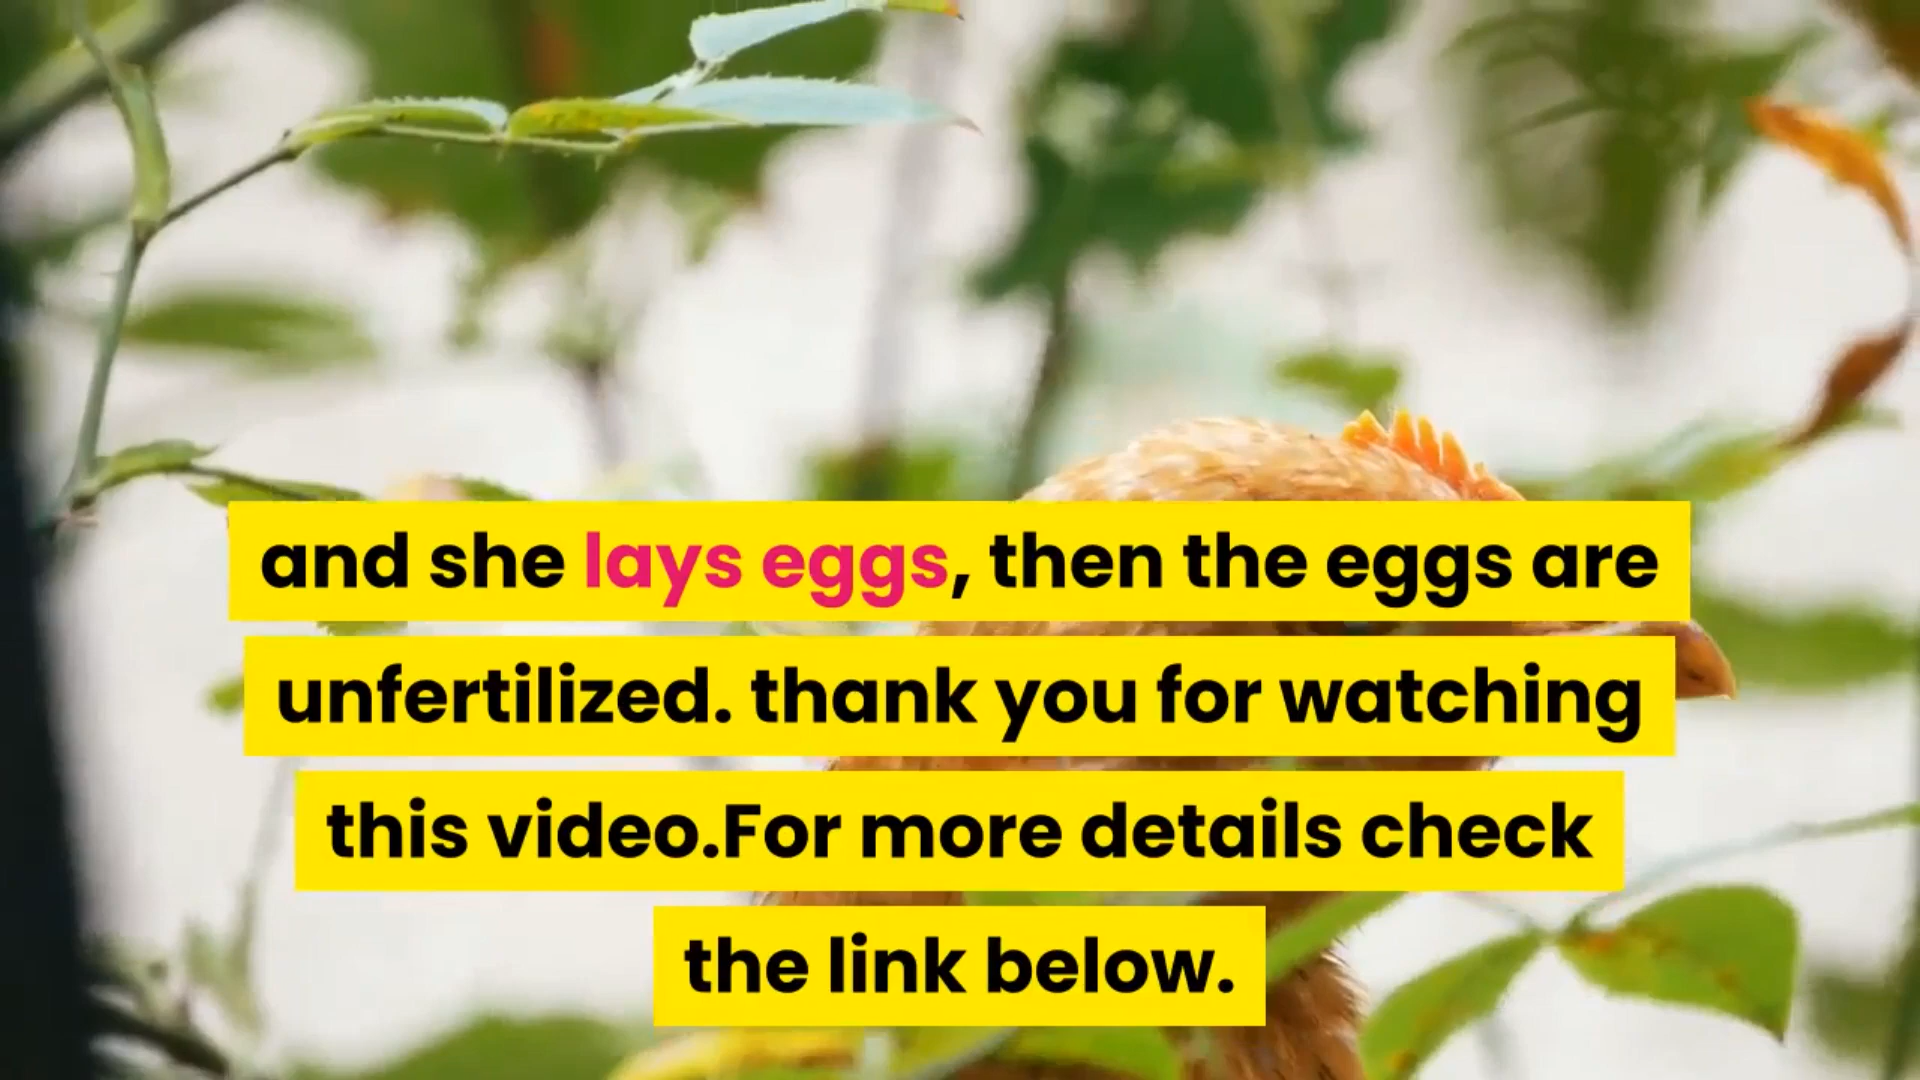 and she lays eggs, then the eggs are
unfertilized. thank you for watching
this video.For more details check
the link below.